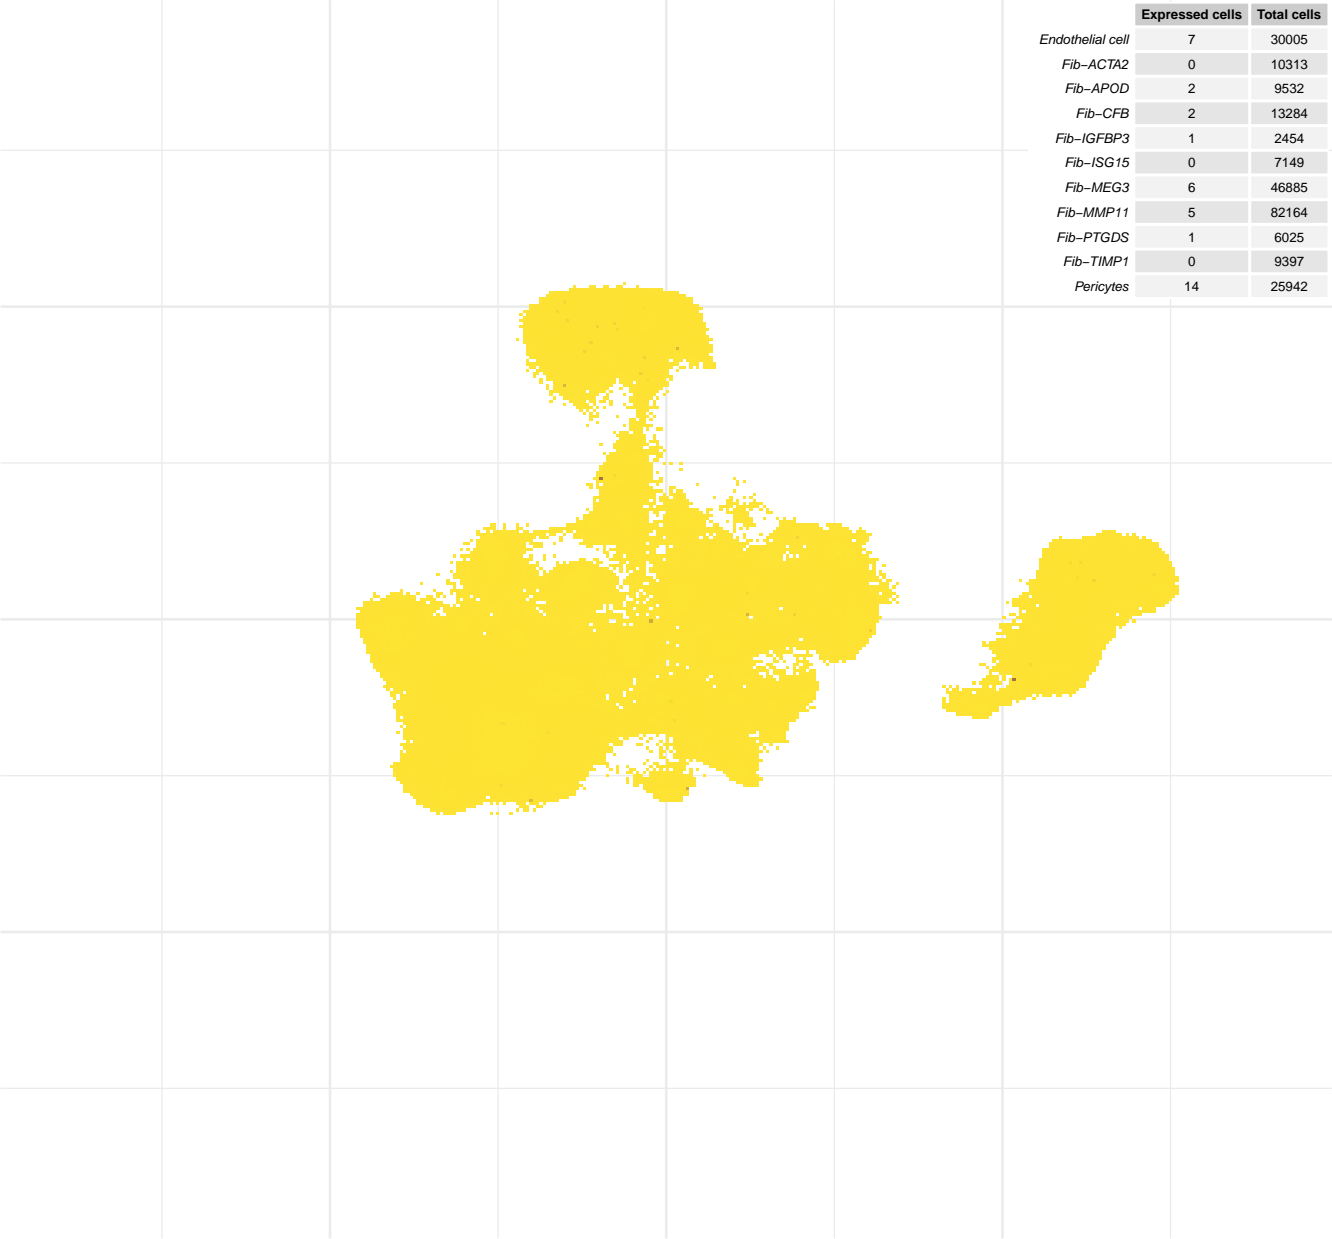 Expressed cells Total cells
Endothelial cell 7 30005
Fib−ACTA2 0 10313
Fib−APOD 2 9532
Fib−CFB 2 13284
Fib−IGFBP3 1 2454
Fib−ISG15 0 7149
Fib−MEG3 6 46885
Fib−MMP11 5 82164
Fib−PTGDS 1 6025
Fib−TIMP1 0 9397
Pericytes 14 25942